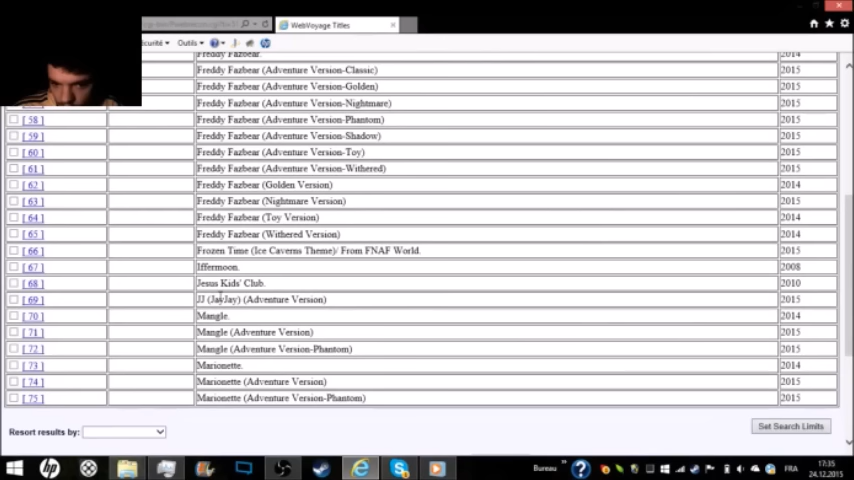 WebVoyage Titles ×
écurité ▾ Outils ▾
Freddy Fazbear. 2014
Freddy Fazbear (Adventure Version-Classic) 2015
Freddy Fazbear (Adventure Version-Golden) 2015
Freddy Fazbear (Adventure Version-Nightmare) 2015
[ 58 ] Freddy Fazbear (Adventure Version-Phantom) 2015
[ 59 ] Freddy Fazbear (Adventure Version-Shadow) 2015
[ 60 ] Freddy Fazbear (Adventure Version-Toy) 2015
[ 61 ] Freddy Fazbear (Adventure Version-Withered) 2015
[ 62 ] Freddy Fazbear (Golden Version) 2014
[ 63 ] Freddy Fazbear (Nightmare Version) 2015
[ 64 ] Freddy Fazbear (Toy Version) 2014
[ 65 ] Freddy Fazbear (Withered Version) 2014
[ 66 ] Frozen Time (Ice Caverns Theme)/ From FNAF World. 2015
[ 67 ] Iffermoon. 2008
[ 68 ] Jesus Kids' Club. 2010
[ 69 ] JJ (JayJay) (Adventure Version) 2015
[ 70 ] Mangle. 2014
[ 71 ] Mangle (Adventure Version) 2015
[ 72 ] Mangle (Adventure Version-Phantom) 2015
[ 73 ] Marionette. 2014
[ 74 ] Marionette (Adventure Version) 2015
[ 75 ] Marionette (Adventure Version-Phantom) 2015
Resort results by: Set Search Limits
Bureau FRA 17:35
24.12.2015